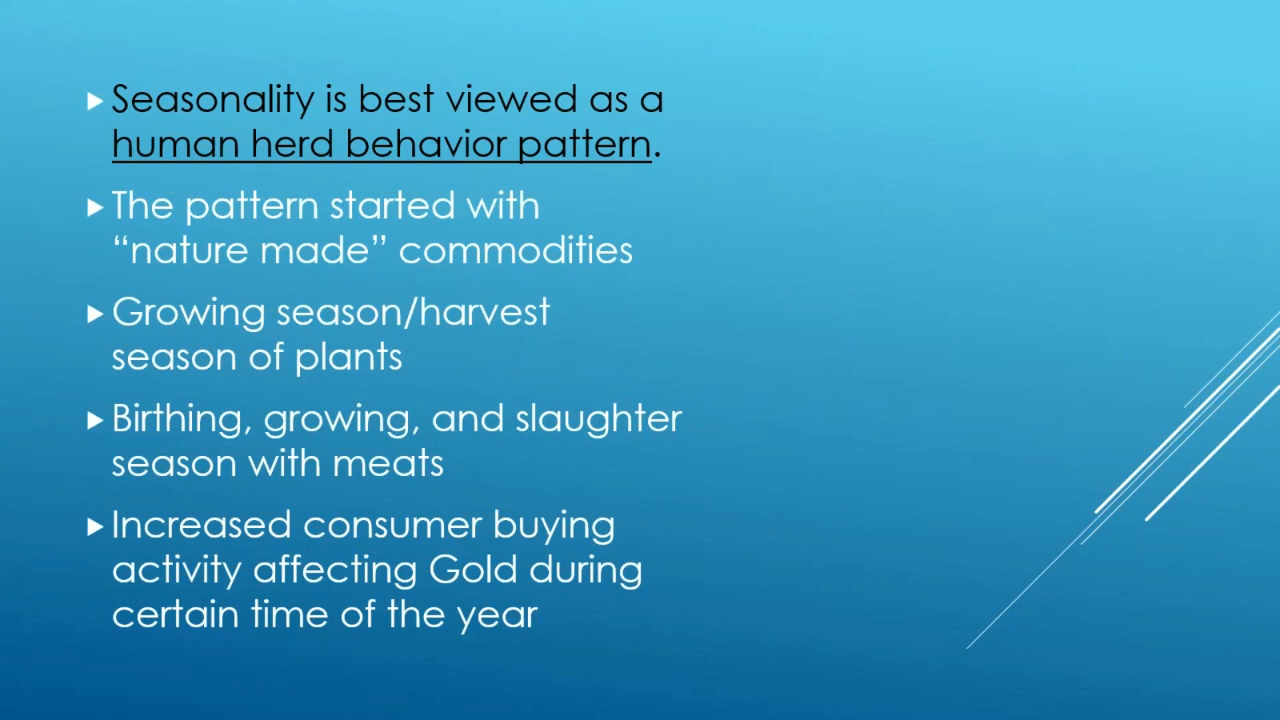 Seasonality is best viewed as a
human herd behavior pattern.
The pattern started with
“nature made” commodities
Growing season/harvest
season of plants
Birthing, growing, and slaughter
season with meats
Increased consumer buying
activity affecting Gold during
certain time of the year